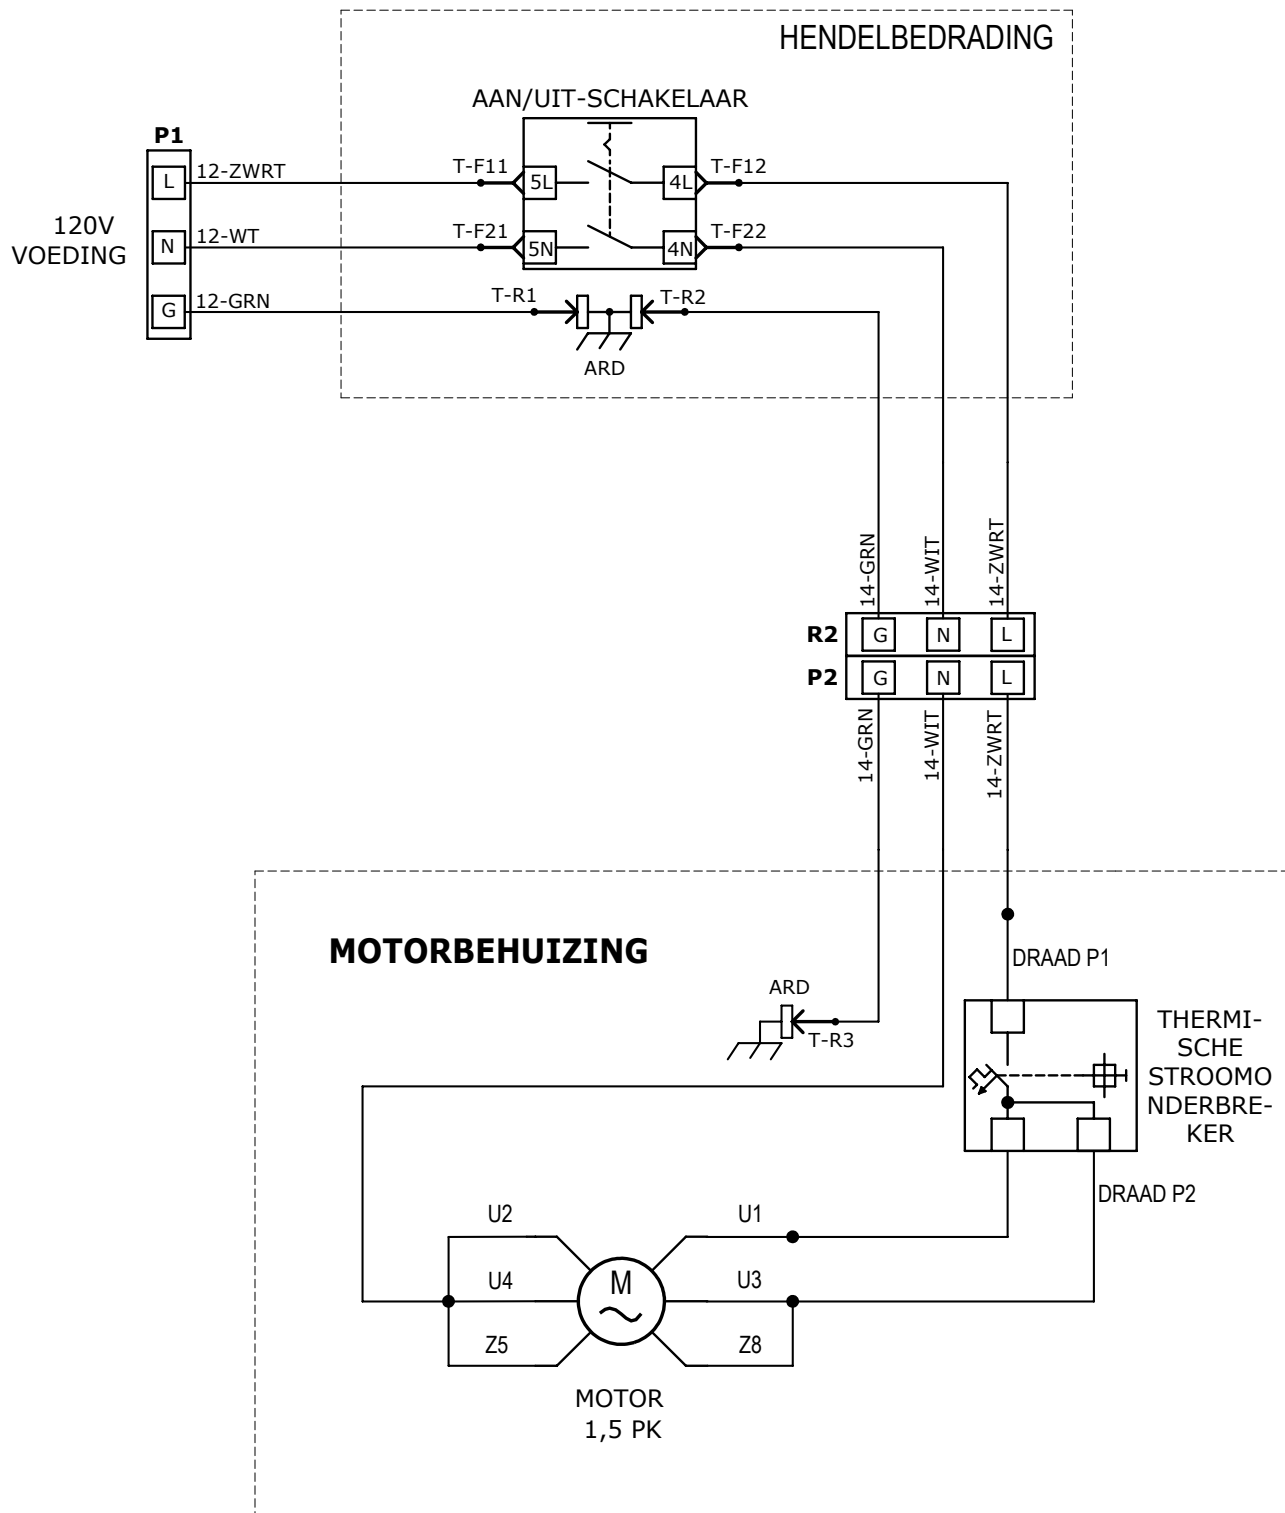 HENDELBEDRADING
AAN/UIT-SCHAKELAAR
P1
L
12-ZWRT
T-F11
5L
4L
T-F12
120V
VOEDING
N
12-WT
T-F21
5N
4N
T-F22
G
12-GRN
T-R1
T-R2
ARD
14-GRN
14-WIT
14-ZWRT
R2
G
N
L
P2
G
N
L
14-GRN
14-WIT
14-ZWRT
MOTORBEHUIZING
DRAAD P1
ARD
T-R3
THERMI-
SCHE
STROOMO
NDERBRE-
KER
DRAAD P2
U2
U1
U4
M
U3
Z5
Z8
MOTOR
1,5 PK